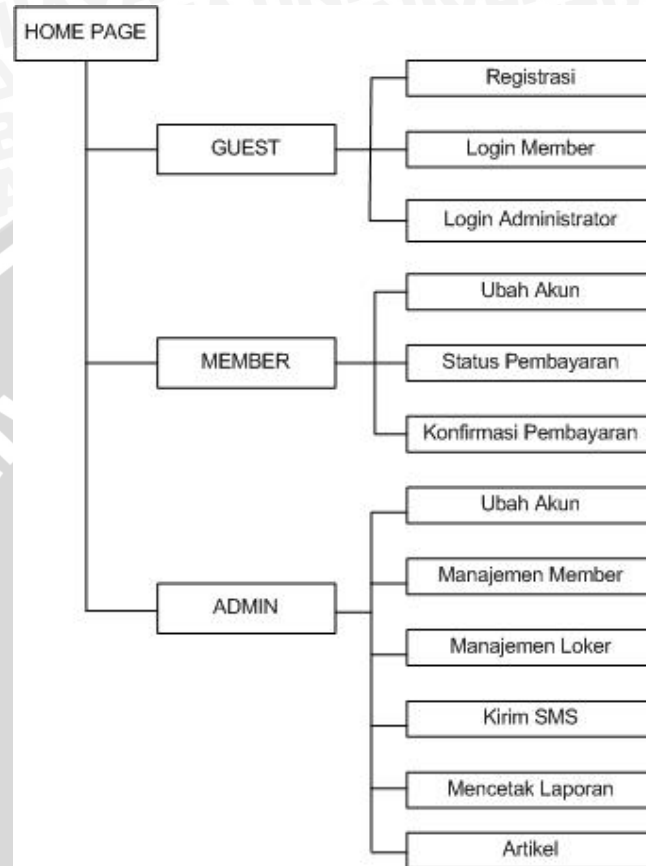 HOME PAGE
GUEST
Registrasi
Login Member
Login Administrator
MEMBER
Ubah Akun
Status Pembayaran
Konfirmasi Pembayaran
ADMIN
Ubah Akun
Manajemen Member
Manajemen Loker
Kirim SMS
Mencetak Laporan
Artikel